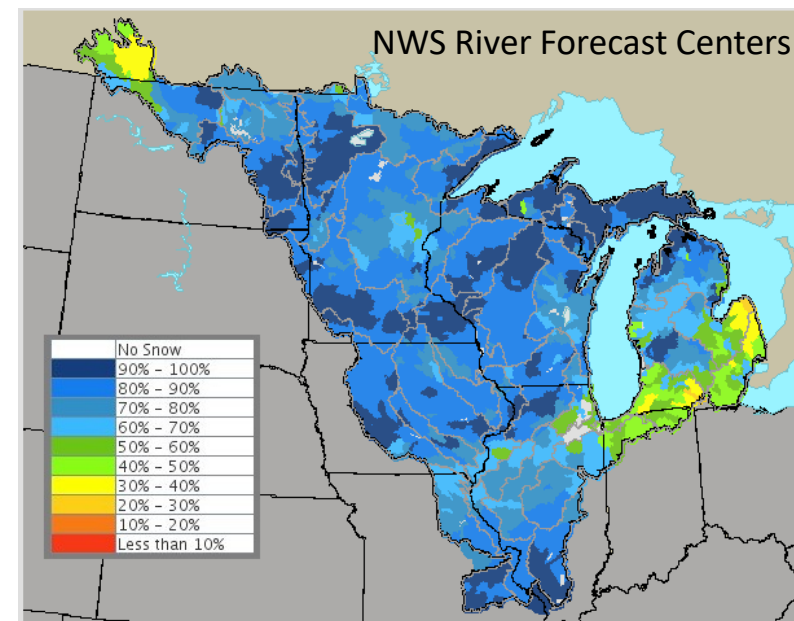 NWS River Forecast Centers
No Snow
90% - 100%
80% - 90%
70% - 80%
60% - 70%
50% - 60%
40% - 50%
30% - 40%
20% - 30%
10% - 20%
Less than 10%